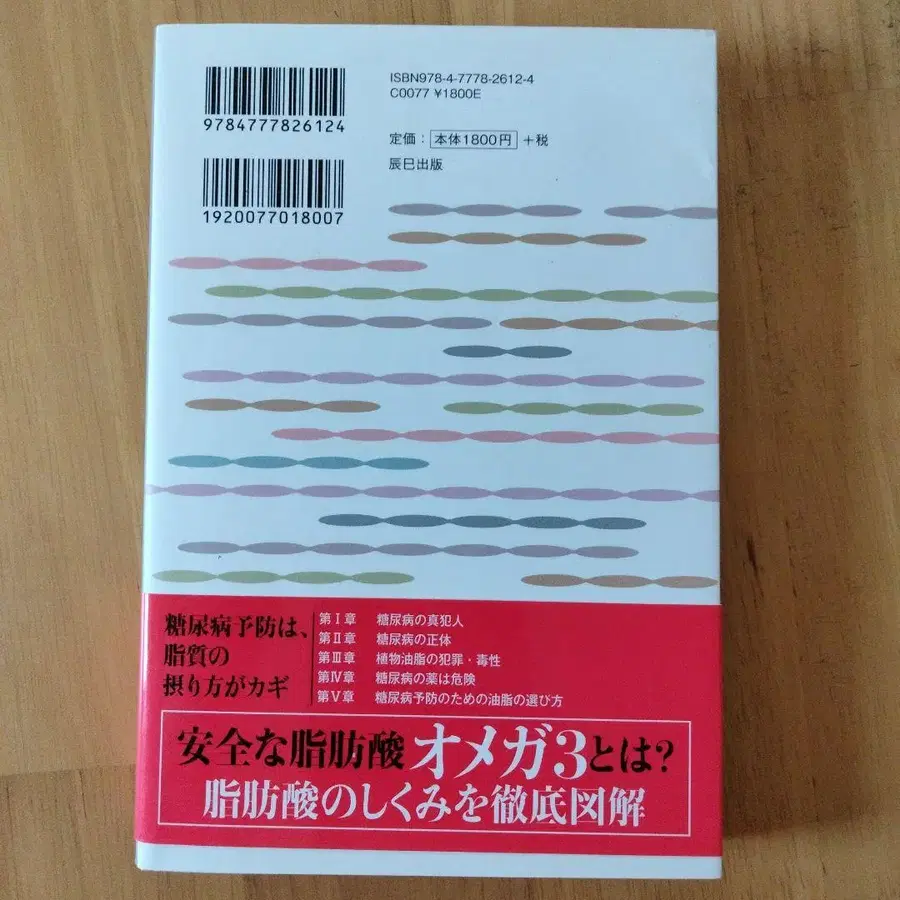 ISBN978-4-7778-2612-4
C0077 ¥1800E
9784777826124
定価：本体1800円＋税
辰巳出版
1920077018007
糖尿病予防は、
脂質の
摂り方がカギ
第Ⅰ章 糖尿病の真犯人
第Ⅱ章 糖尿病の正体
第Ⅲ章 植物油脂の犯罪・毒性
第Ⅳ章 糖尿病の薬は危険
第Ⅴ章 糖尿病予防のための油脂の選び方
安全な脂肪酸オメガ3とは?
脂肪酸のしくみを徹底図解